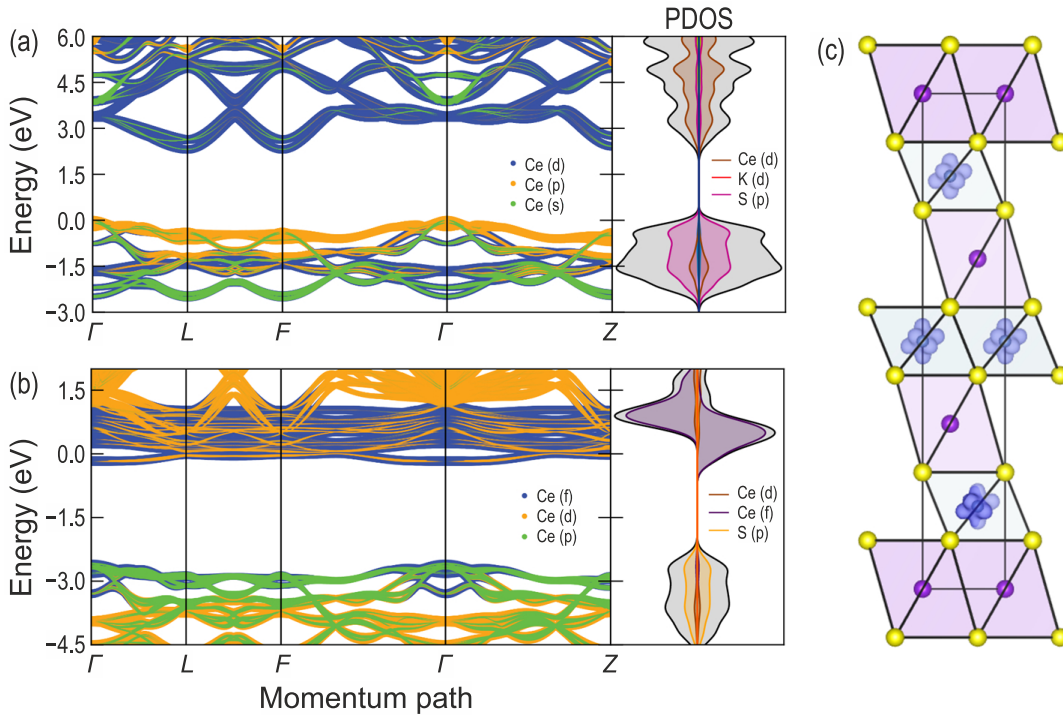 PDOS
(a)
(c)
Energy (eV)
6.0
4.5
3.0
1.5
0.0
−1.5
−3.0
Ce (d)
Ce (p)
Ce (s)
Ce (d)
K (d)
S (p)
Γ L F Γ Z
(b)
Energy (eV)
1.5
0.0
−1.5
−3.0
−4.5
Ce (f)
Ce (d)
Ce (p)
Ce (d)
Ce (f)
S (p)
Γ L F Γ Z
Momentum path